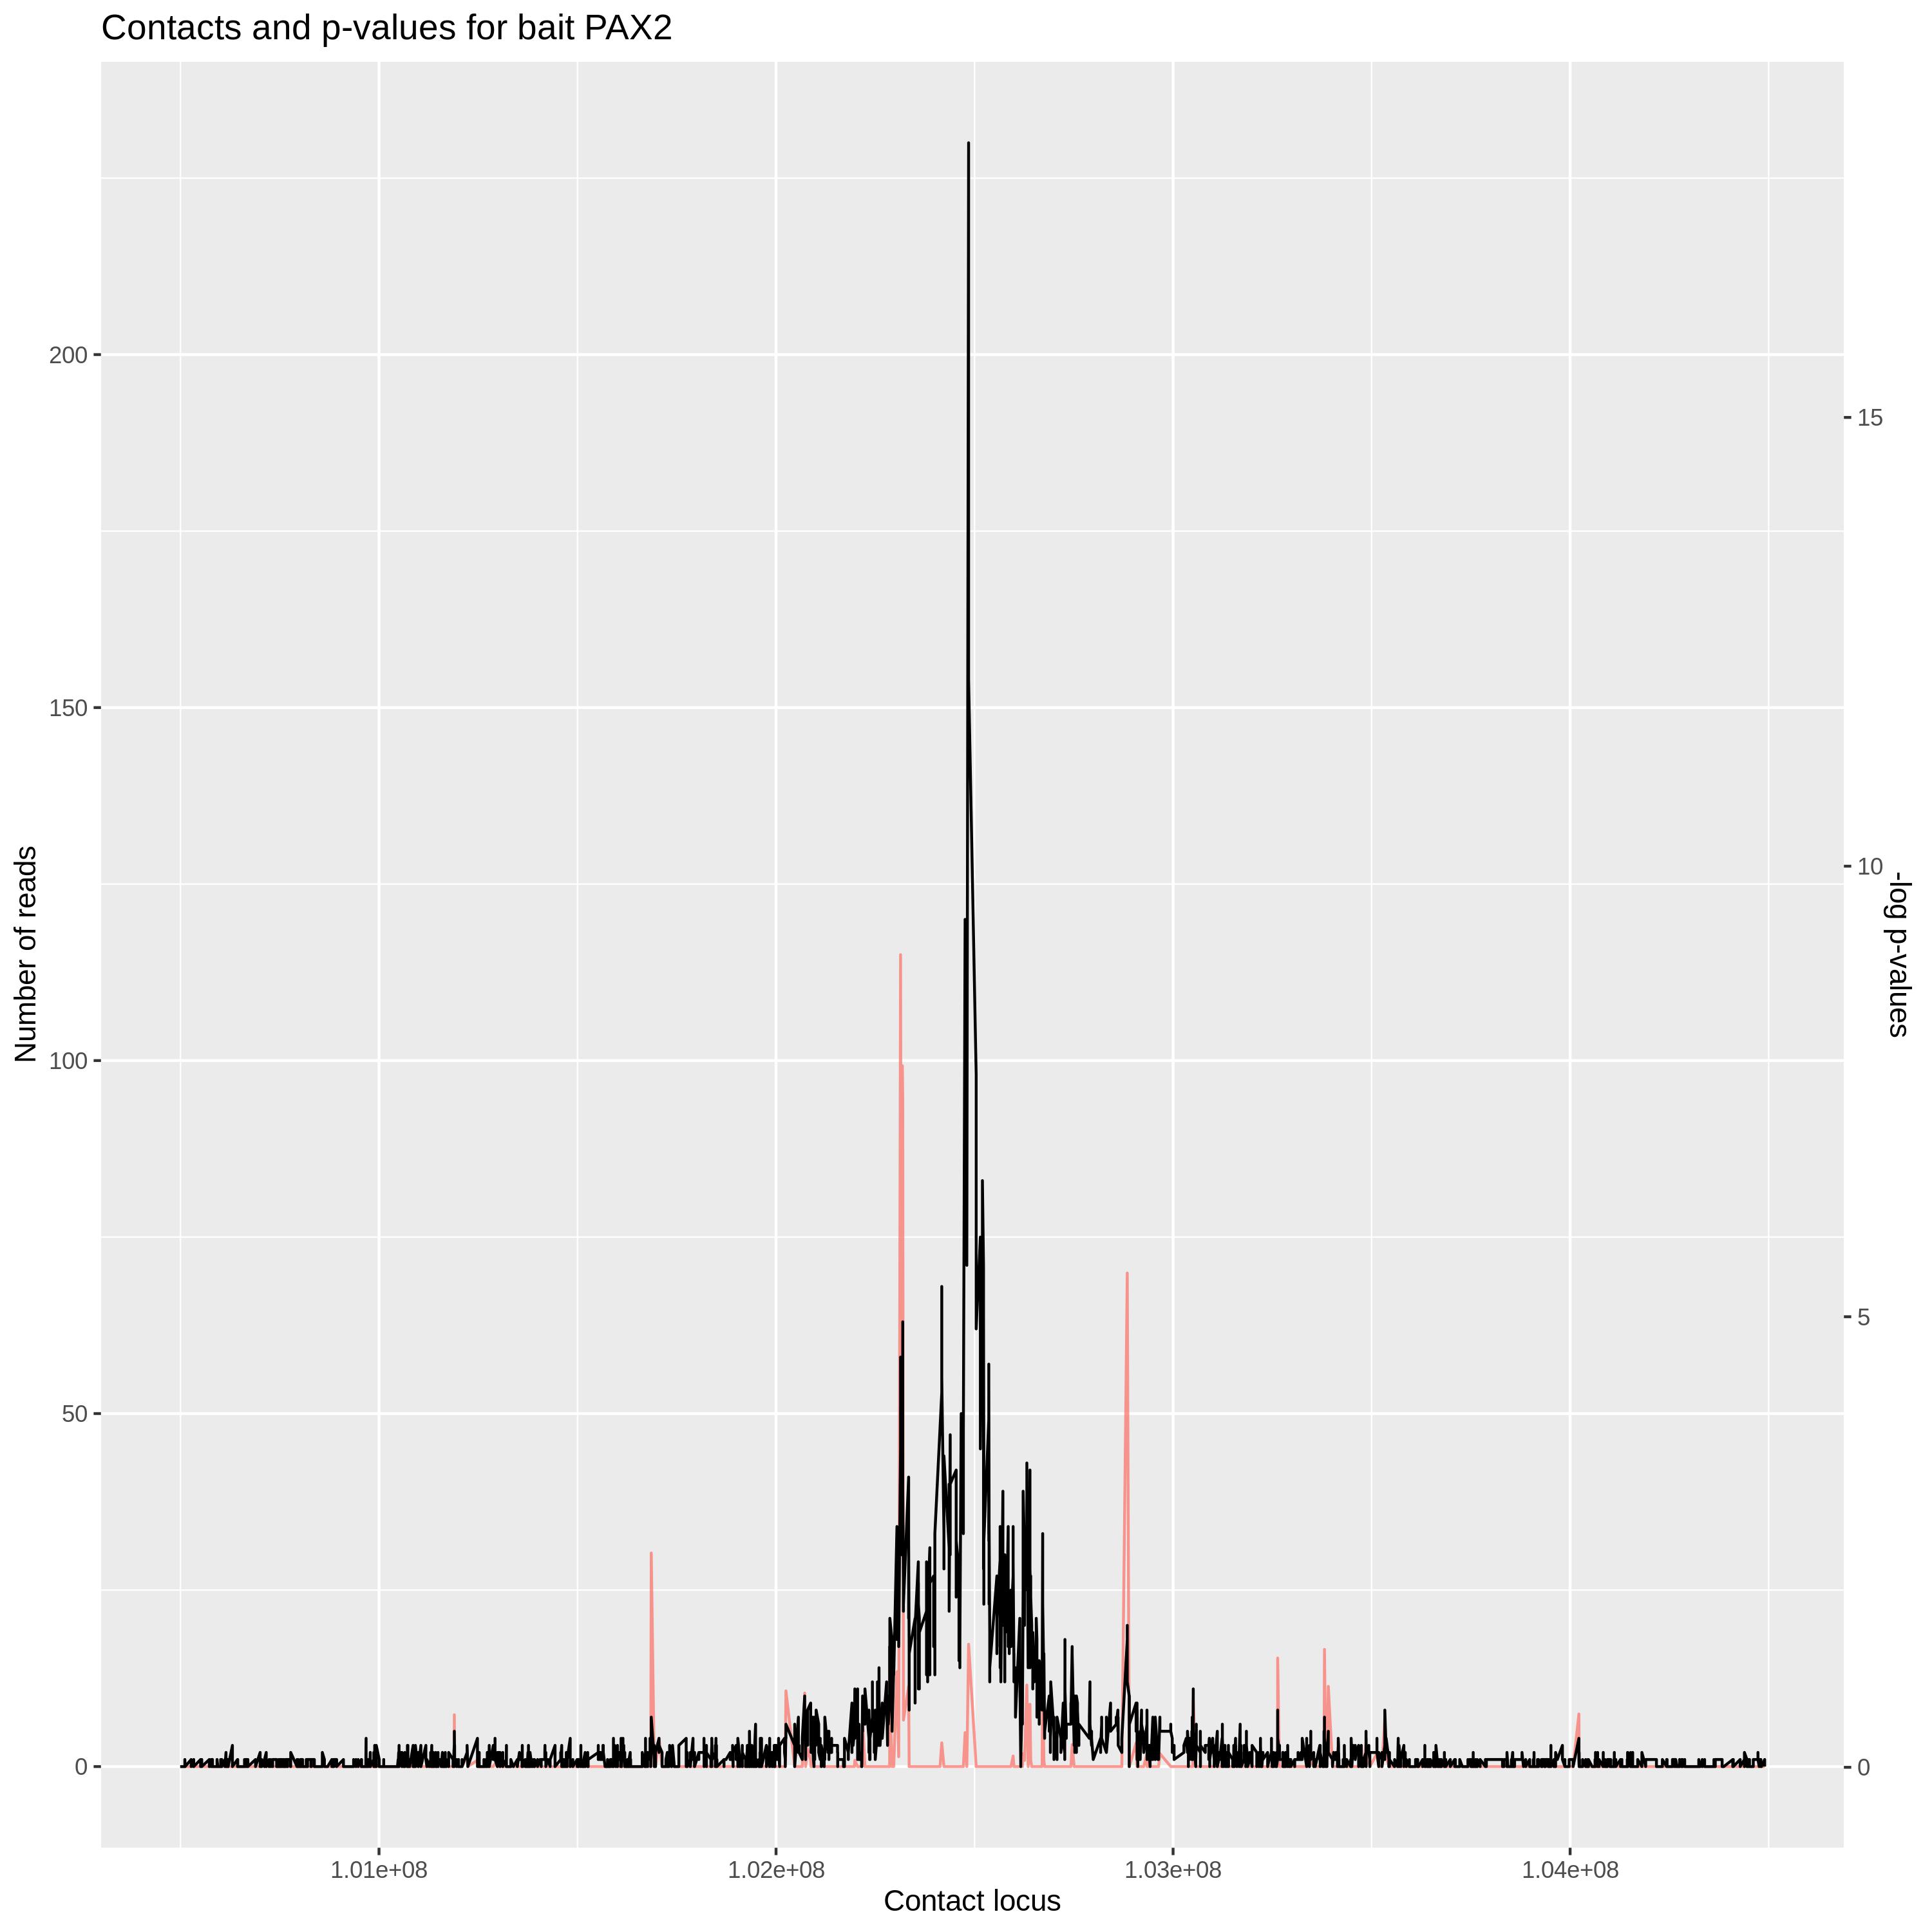 Contacts and p-values for bait PAX2
Number of reads
200
150
100
50
0
15
10
5
0
-log p-values
1.01e+08
1.02e+08
1.03e+08
1.04e+08
Contact locus